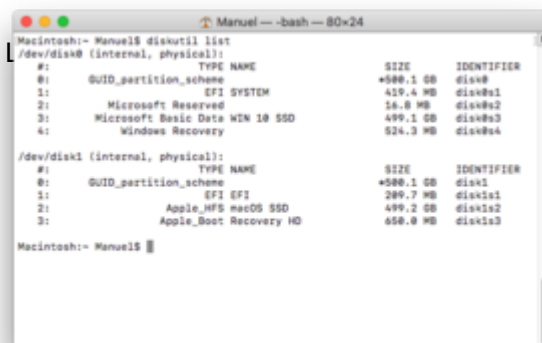 Manuel — -bash — 80×24
Macintosh:~ Manuel$ diskutil list
/dev/disk0 (internal, physical):
#: TYPE NAME SIZE IDENTIFIER
0: GUID_partition_scheme *500.1 GB disk0
1: EFI SYSTEM 419.4 MB disk0s1
2: Microsoft Reserved 16.8 MB disk0s2
3: Microsoft Basic Data WIN 10 SSD 499.1 GB disk0s3
4: Windows Recovery 524.3 MB disk0s4
/dev/disk1 (internal, physical):
#: TYPE NAME SIZE IDENTIFIER
0: GUID_partition_scheme *500.1 GB disk1
1: EFI EFI 209.7 MB disk1s1
2: Apple_HFS macOS SSD 499.2 GB disk1s2
3: Apple_Boot Recovery HD 650.0 MB disk1s3
Macintosh:~ Manuel$